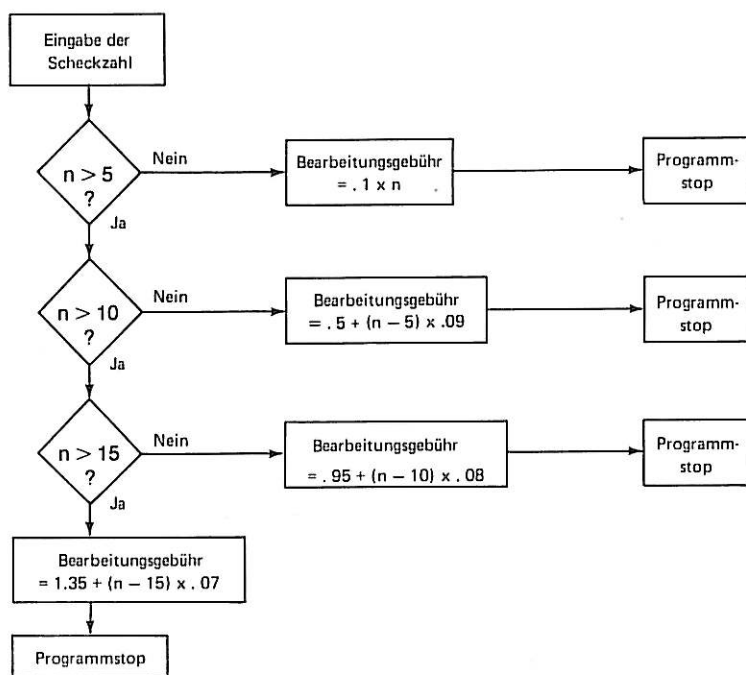 Eingabe der
Scheckzahl
n > 5
?
Nein
Ja
Bearbeitungsgebühr
= . 1 x n
Programm-
stop
n > 10
?
Nein
Ja
Bearbeitungsgebühr
= . 5 + (n – 5) x .09
Programm-
stop
n > 15
?
Nein
Ja
Bearbeitungsgebühr
= . 95 + (n – 10) x . 08
Programm-
stop
Bearbeitungsgebühr
= 1.35 + (n – 15) x . 07
Programmstop